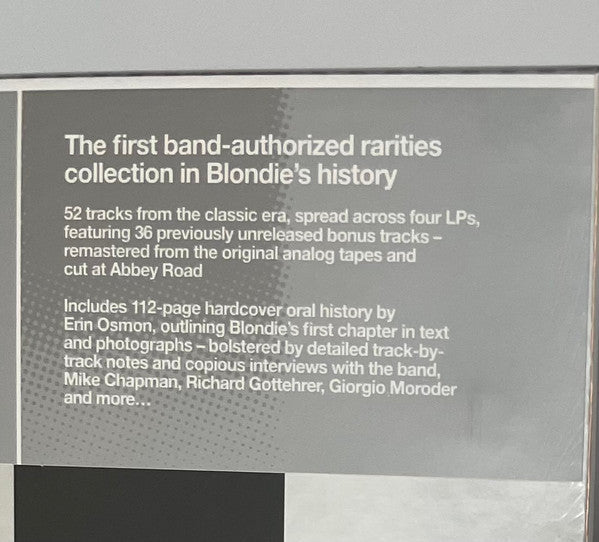 The first band-authorized rarities
collection in Blondie's history
52 tracks from the classic era, spread across four LPs,
featuring 36 previously unreleased bonus tracks –
remastered from the original analog tapes and
cut at Abbey Road
Includes 112-page hardcover oral history by
Erin Osmon, outlining Blondie's first chapter in text
and photographs – bolstered by detailed track-by-
track notes and copious interviews with the band,
Mike Chapman, Richard Gottehrer, Giorgio Moroder
and more...